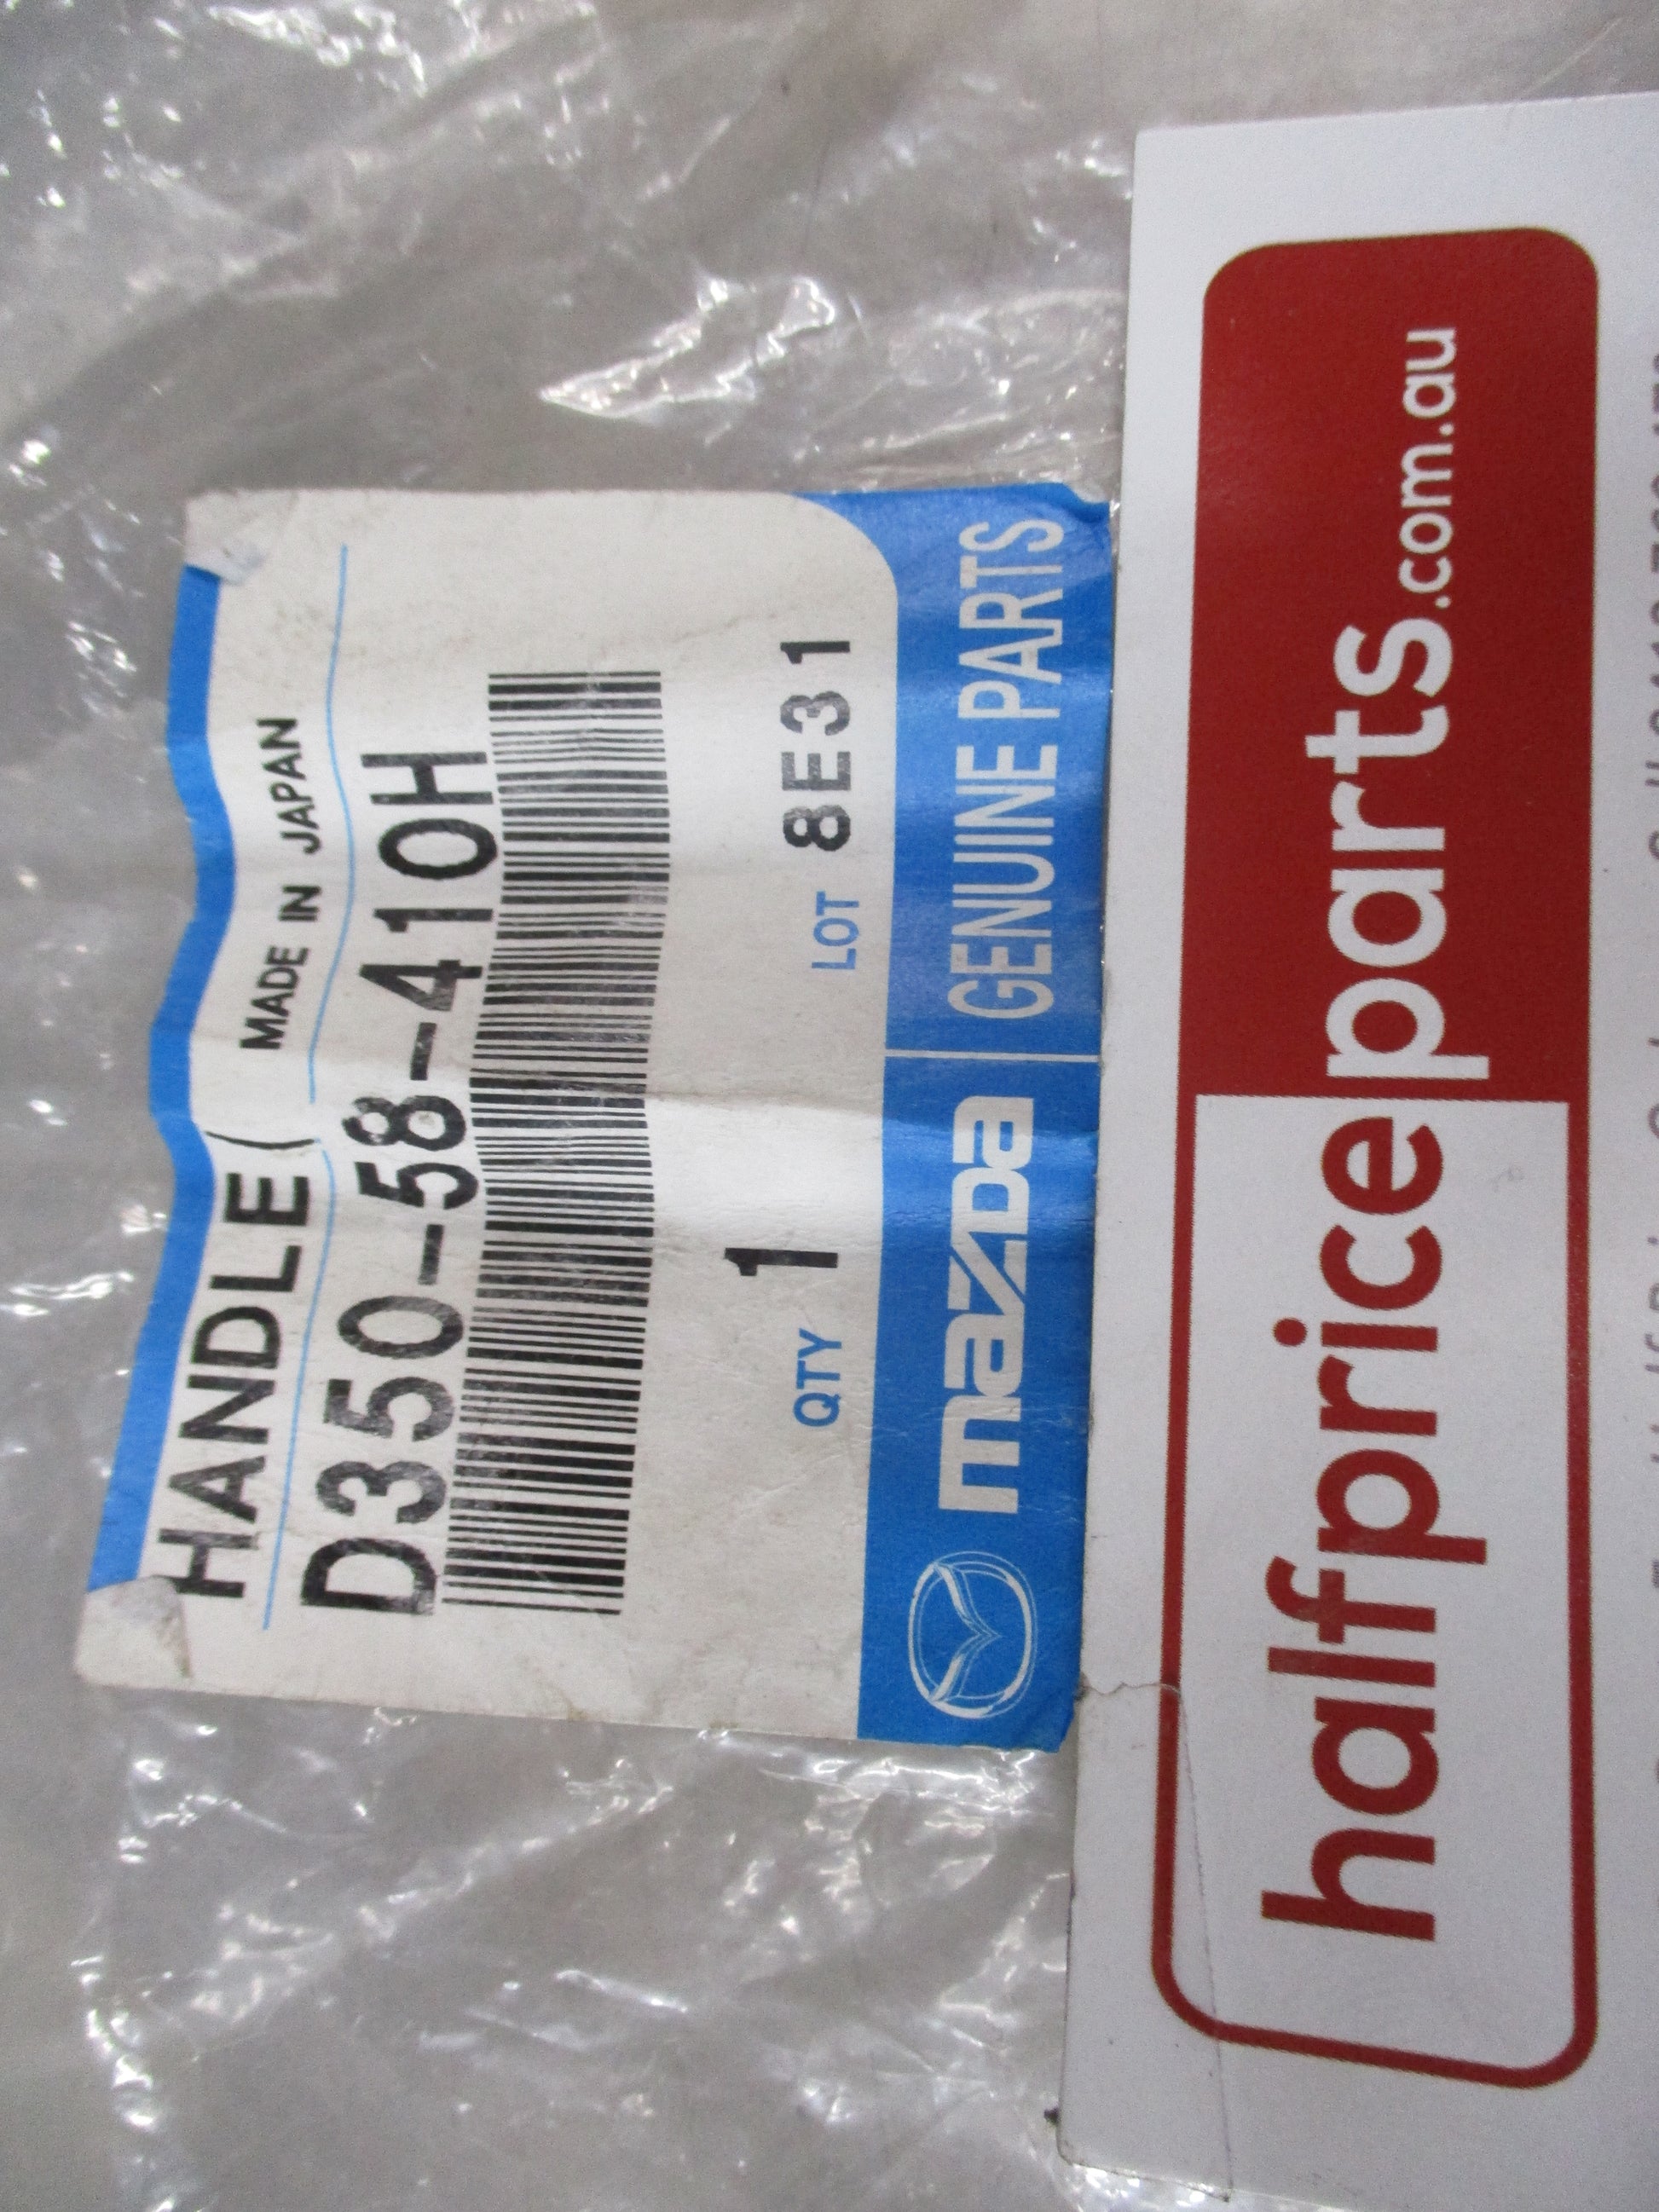 HANDLE (
MADE IN JAPAN
D350-58-410H
QTY 1 LOT 8E31
mazda GENUINE PARTS
halfpriceparts.com.au